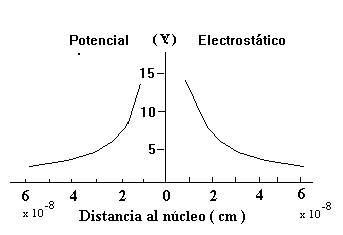 Potencial ( V ) Electrostático
15
10
5
6 4 2 0 2 4 6
x 10 -8 x 10 -8
Distancia al núcleo ( cm )